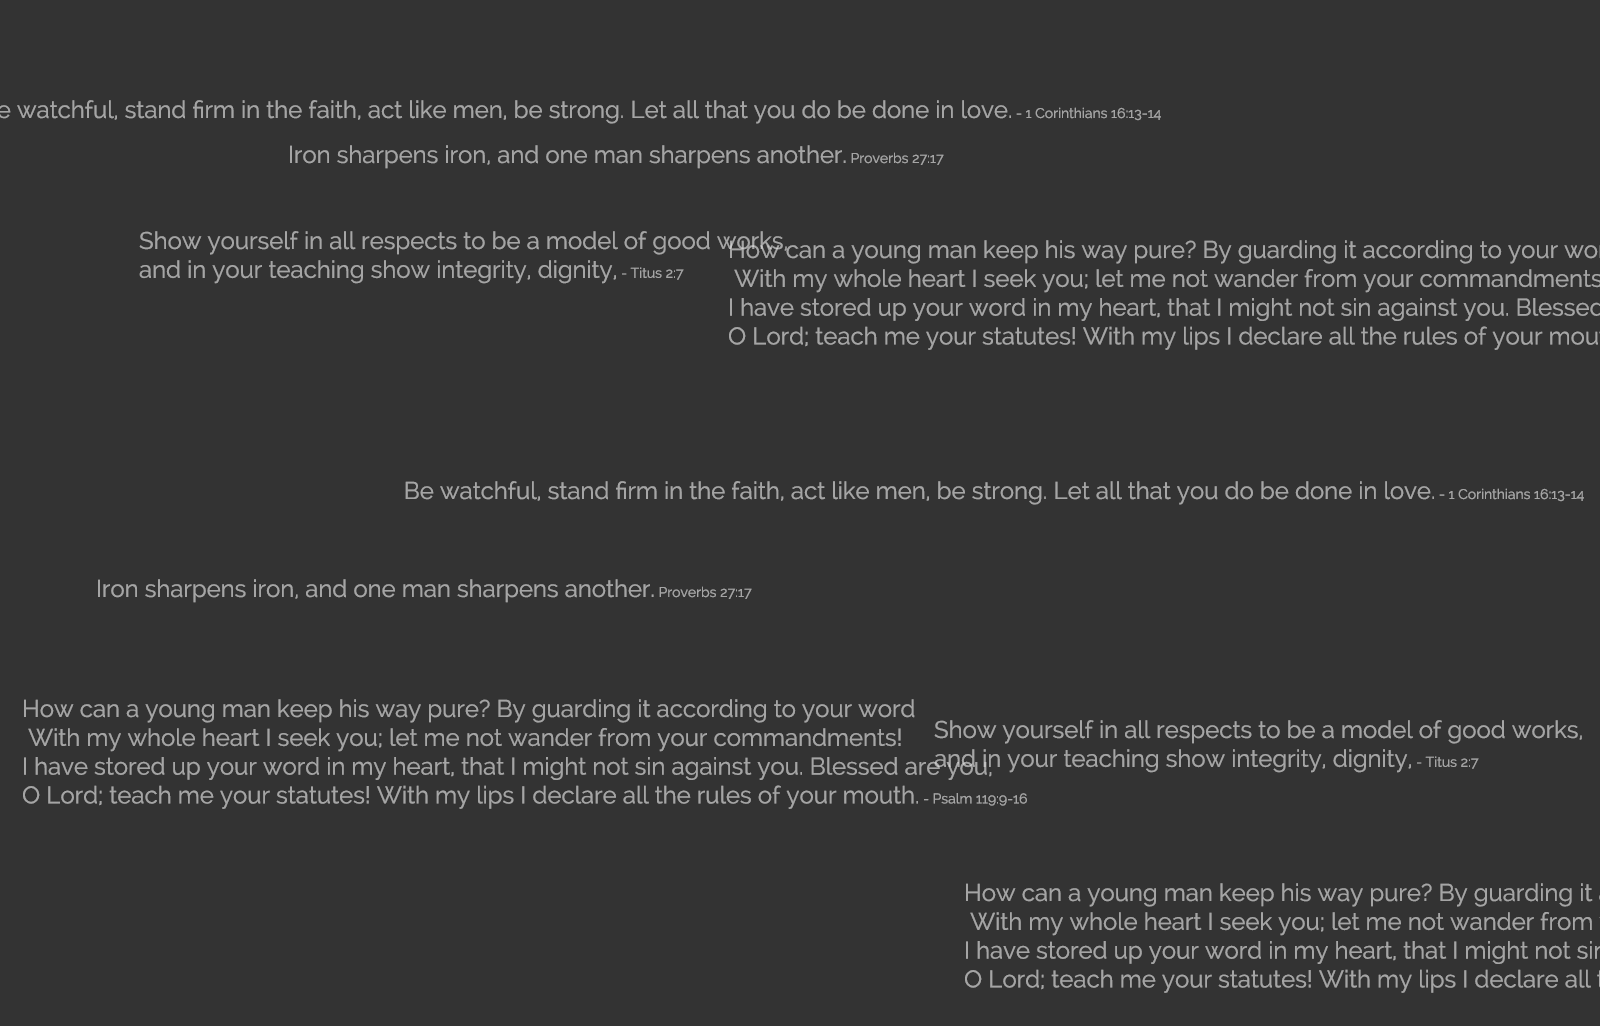 e watchful, stand firm in the faith, act like men, be strong. Let all that you do be done in love. - 1 Corinthians 16:13-14
Iron sharpens iron, and one man sharpens another. Proverbs 27:17
Show yourself in all respects to be a model of good works,
and in your teaching show integrity, dignity, - Titus 2:7
How can a young man keep his way pure? By guarding it according to your
With my whole heart I seek you; let me not wander from your commandments
I have stored up your word in my heart, that I might not sin against you. Blessed
O Lord; teach me your statutes! With my lips I declare all the rules of your
Be watchful, stand firm in the faith, act like men, be strong. Let all that you do be done in love. - 1 Corinthians 16:13-14
Iron sharpens iron, and one man sharpens another. Proverbs 27:17
How can a young man keep his way pure? By guarding it according to your word
With my whole heart I seek you; let me not wander from your commandments!
I have stored up your word in my heart, that I might not sin against you. Blessed are you,
O Lord; teach me your statutes! With my lips I declare all the rules of your mouth. - Psalm 119:9-16
Show yourself in all respects to be a model of good works,
and in your teaching show integrity, dignity, - Titus 2:7
How can a young man keep his way pure? By guarding it
With my whole heart I seek you; let me not wander from
I have stored up your word in my heart, that I might not
O Lord; teach me your statutes! With my lips I declare all